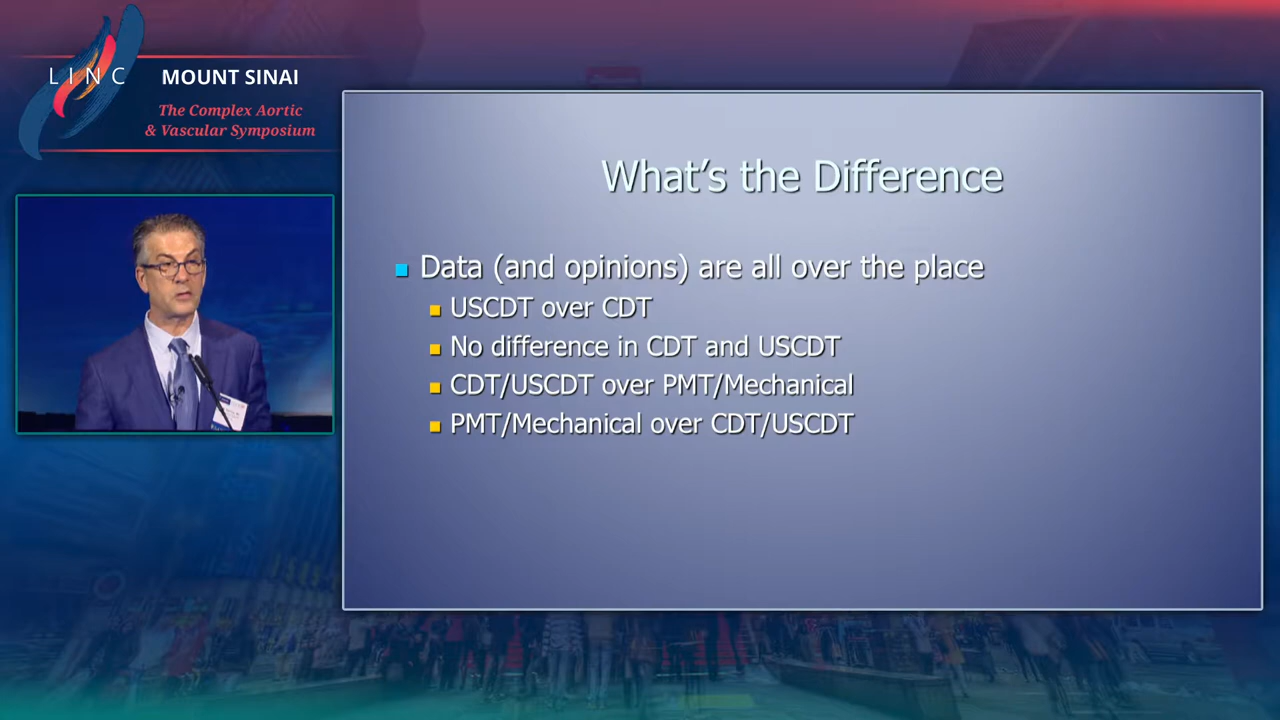 LINC
MOUNT SINAI
The Complex Aortic
& Vascular Symposium
What's the Difference
Data (and opinions) are all over the place
USCDT over CDT
No difference in CDT and USCDT
CDT/USCDT over PMT/Mechanical
PMT/Mechanical over CDT/USCDT